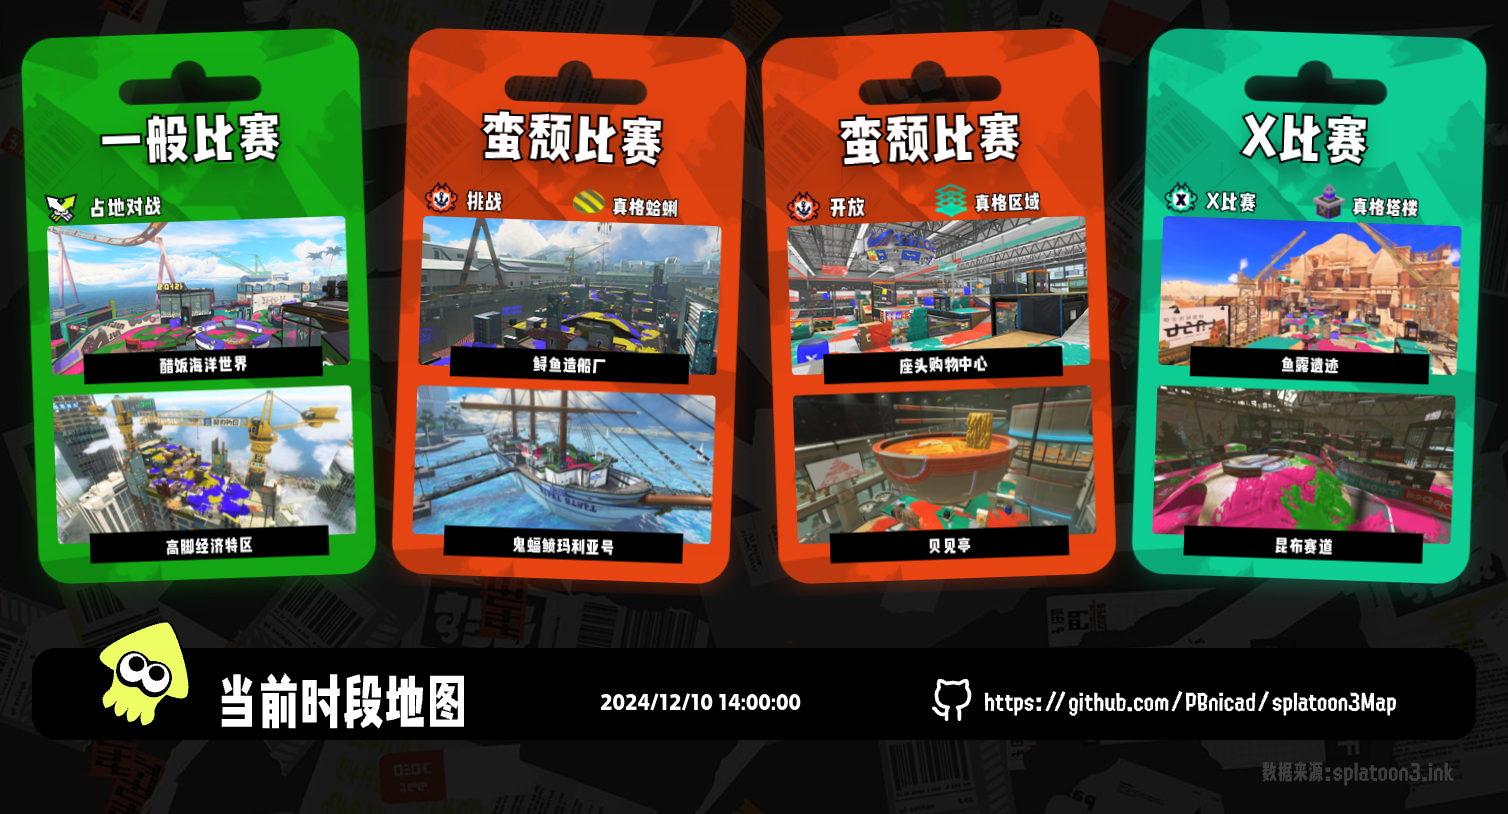 一般比赛
占地对战
醋饭海洋世界
高脚经济特区
蛮颓比赛
挑战
真格蛤蜊
鲟鱼造船厂
鬼蝠鲼玛利亚号
蛮颓比赛
开放
真格区域
座头购物中心
贝见亭
X比赛
X比赛
真格塔楼
鱼露遗迹
昆布赛道
当前时段地图
2024/12/10 14:00:00
https://github.com/PBnicad/splatoon3Map
数据来源:splatoon3.ink